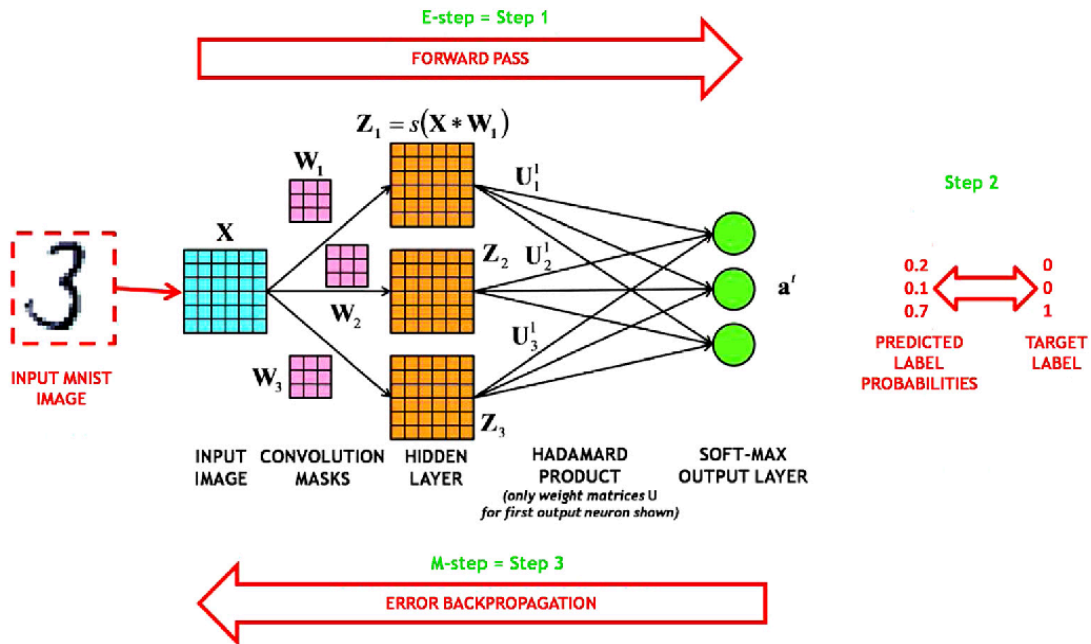 E-step = Step 1
FORWARD PASS
Z₁ = s(X * W₁)
W₁
U₁¹
Step 2
X
Z₂
U₂¹
3
0.2
0
0.1
0
0.7
1
aᵗ
W₂
U₃¹
PREDICTED
LABEL
PROBABILITIES
TARGET
LABEL
INPUT MNIST
IMAGE
W₃
Z₃
INPUT
IMAGE
CONVOLUTION
MASKS
HIDDEN
LAYER
HADAMARD
PRODUCT
(only weight matrices U
for first output neuron shown)
SOFT-MAX
OUTPUT LAYER
M-step = Step 3
ERROR BACKPROPAGATION